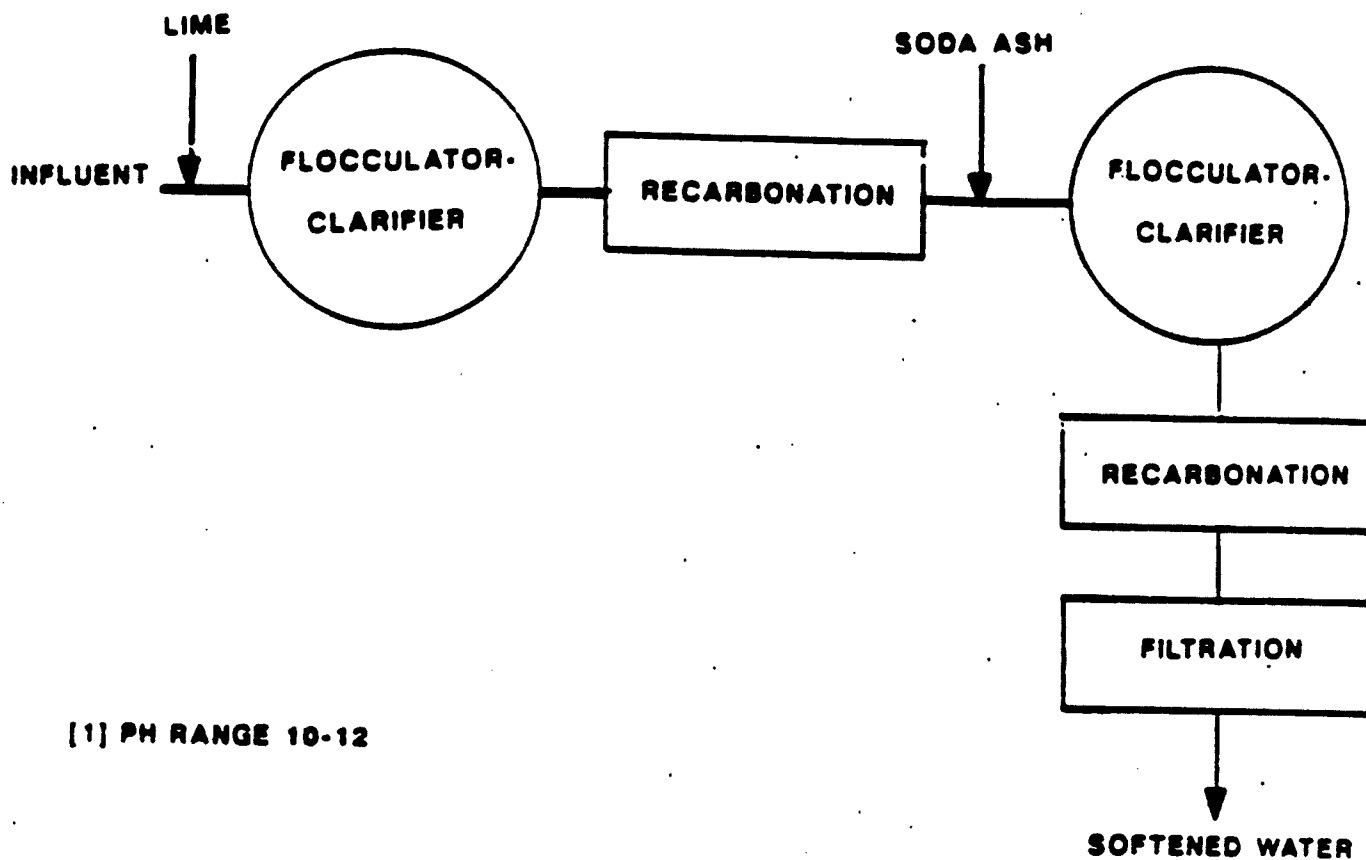 LIME
SODA ASH
INFLUENT
FLOCCULATOR-
CLARIFIER
RECARBONATION
FLOCCULATOR-
CLARIFIER
RECARBONATION
FILTRATION
[1] PH RANGE 10-12
SOFTENED WATER